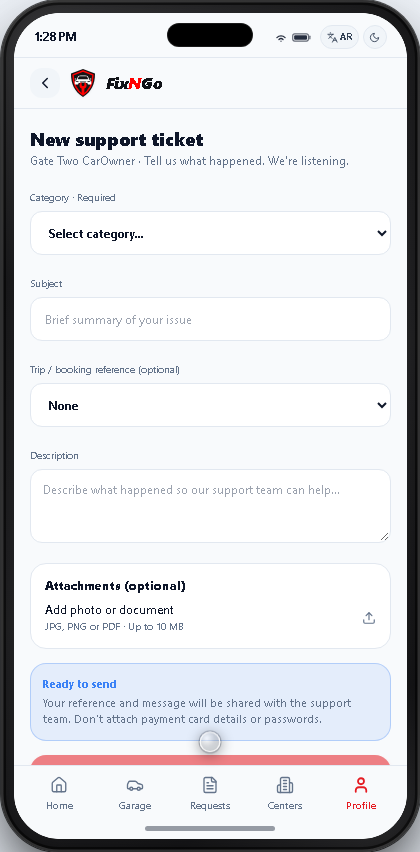 1:28 PM
AR
FixNGo
New support ticket
Gate Two CarOwner · Tell us what happened. We're listening.
Category · Required
Select category...
Subject
Brief summary of your issue
Trip / booking reference (optional)
None
Description
Describe what happened so our support team can help...
Attachments (optional)
Add photo or document
JPG, PNG or PDF · Up to 10 MB
Ready to send
Your reference and message will be shared with the support
team. Don't attach payment card details or passwords.
Home
Garage
Requests
Centers
Profile